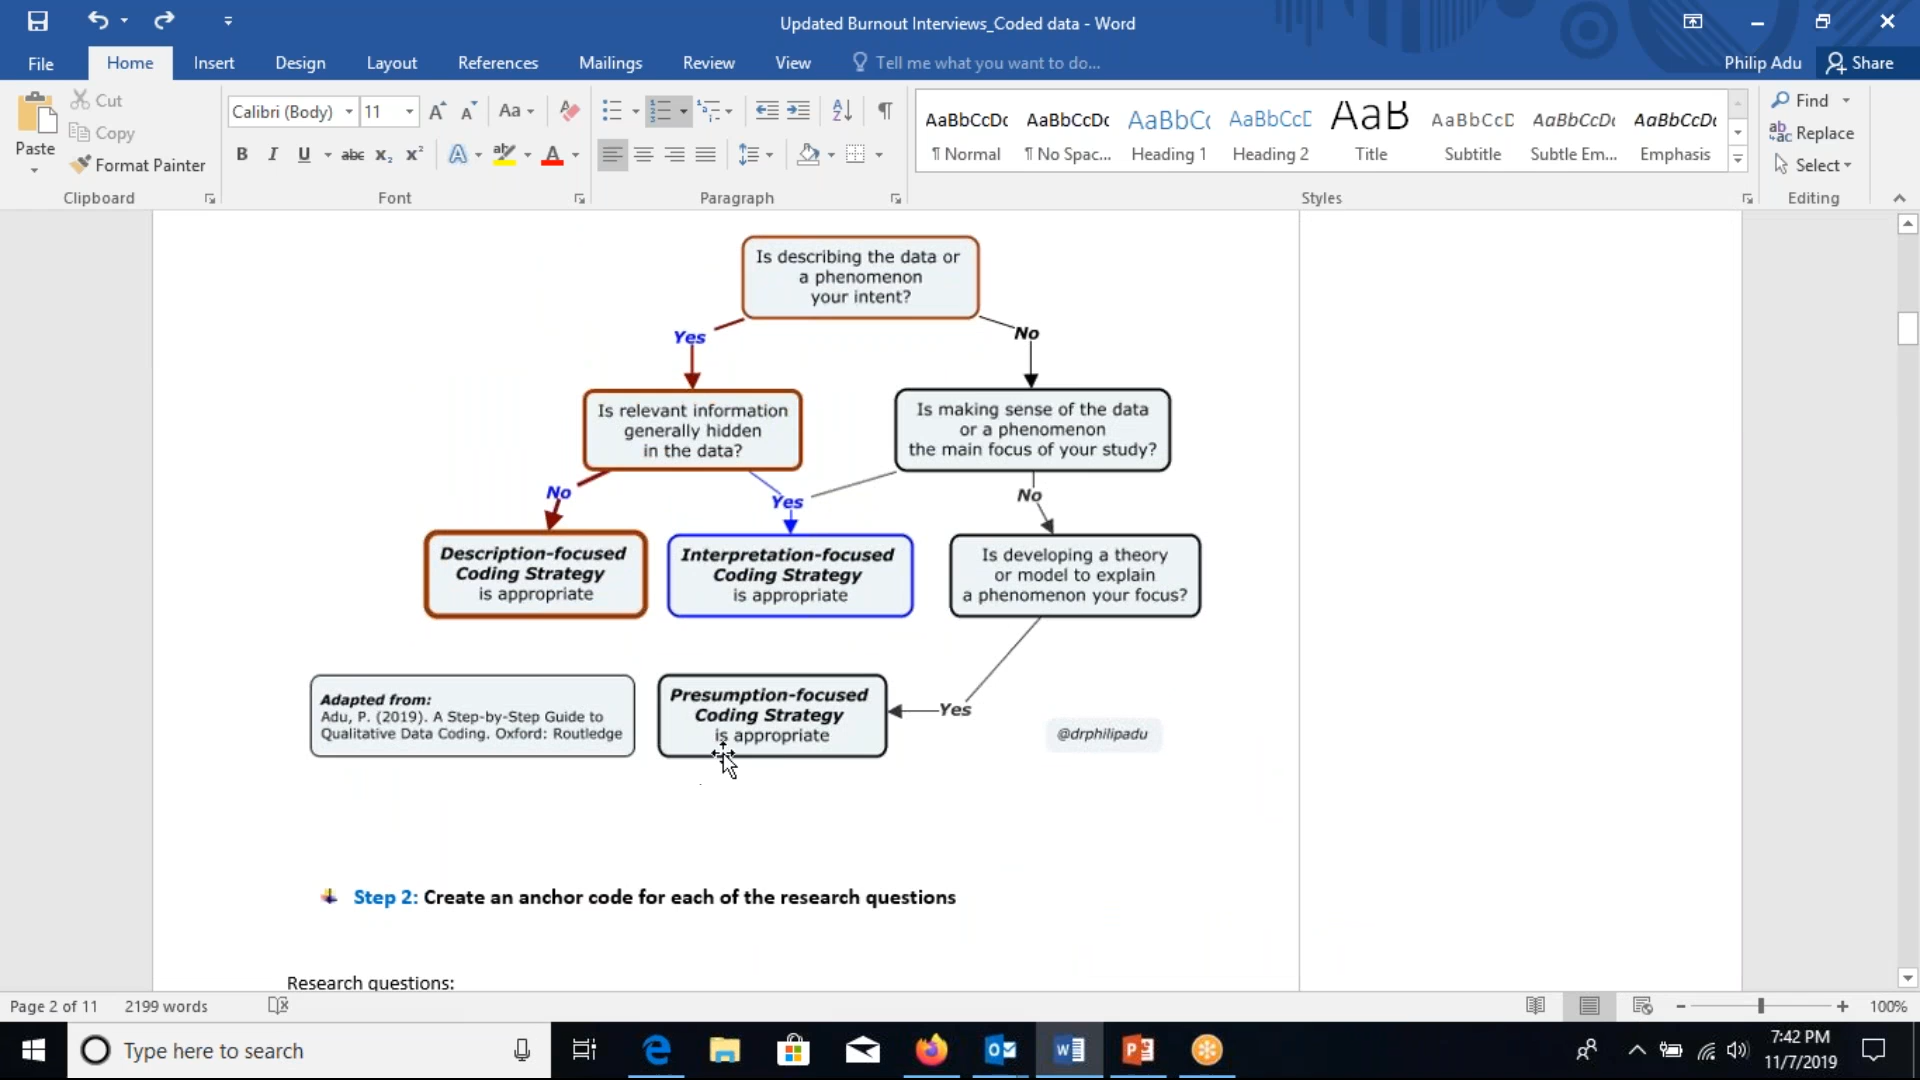 Updated Burnout Interviews_Coded data - Word
File Home Insert Design Layout References Mailings Review View Tell me what you want to do... Philip Adu Share
Paste
Cut
Copy
Format Painter
Clipboard
Calibri (Body) 11
Font
Paragraph
AaBbCcDc AaBbCcDc AaBbCc AaBbCcD AaB AaBbCcD AaBbCcDc AaBbCcDc
¶ Normal ¶ No Spac... Heading 1 Heading 2 Title Subtitle Subtle Em... Emphasis
Styles
Find
Replace
Select
Editing
Is describing the data or
a phenomenon
your intent?
Yes
No
Is relevant information
generally hidden
in the data?
Is making sense of the data
or a phenomenon
the main focus of your study?
No
Yes
No
Description-focused
Coding Strategy
is appropriate
Interpretation-focused
Coding Strategy
is appropriate
Is developing a theory
or model to explain
a phenomenon your focus?
Adapted from:
Adu, P. (2019). A Step-by-Step Guide to
Qualitative Data Coding. Oxford: Routledge
Presumption-focused
Coding Strategy
is appropriate
Yes
@drphilipadu
Step 2: Create an anchor code for each of the research questions
Research questions:
Page 2 of 11 2199 words
100%
Type here to search
7:42 PM
11/7/2019